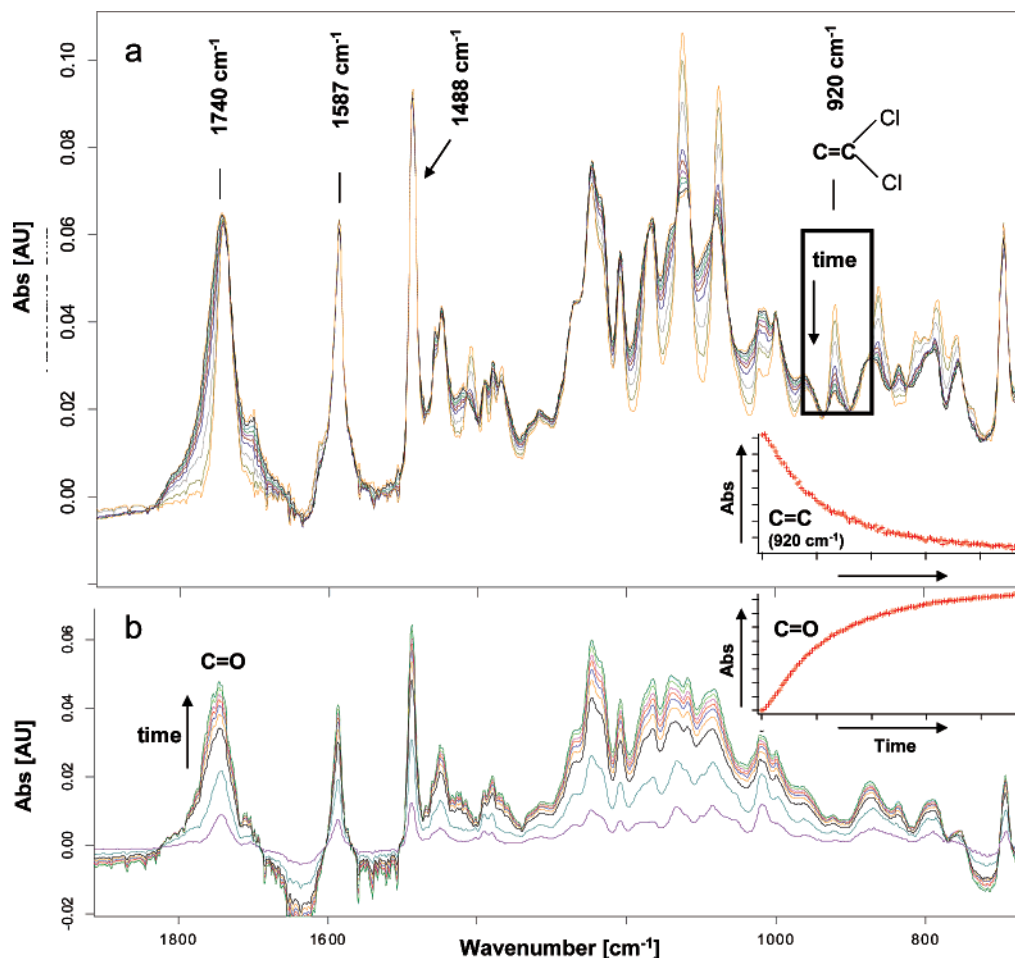 a
1740 cm-1
1587 cm-1
1488 cm-1
920 cm-1
Cl
C=C
Cl
time
Abs [AU]
0.10
0.08
0.06
0.04
0.02
0.00
Abs
C=C
(920 cm-1)
b
C=O
time
Abs [AU]
0.06
0.04
0.02
0.00
-0.02
Abs
C=O
Time
1800
1600
1000
800
Wavenumber [cm-1]